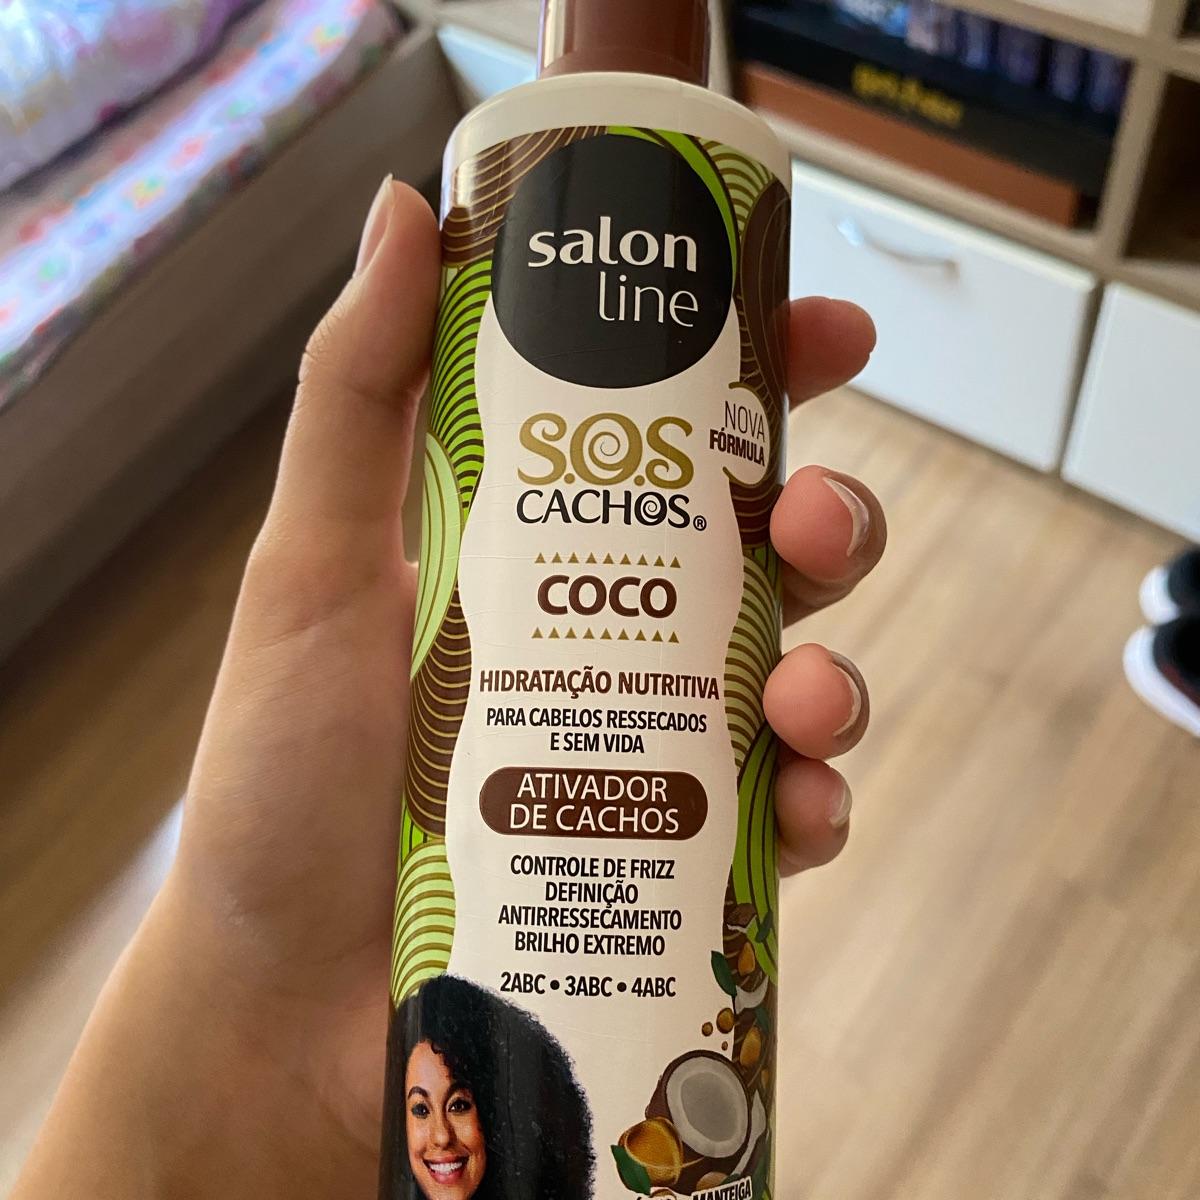 salon
line
NOVA
FÓRMULA
S.O.S
CACHOS®
COCO
HIDRATAÇÃO NUTRITIVA
PARA CABELOS RESSECADOS
E SEM VIDA
ATIVADOR
DE CACHOS
CONTROLE DE FRIZZ
DEFINIÇÃO
ANTIRRESSECAMENTO
BRILHO EXTREMO
2ABC • 3ABC • 4ABC
MANTEIGA